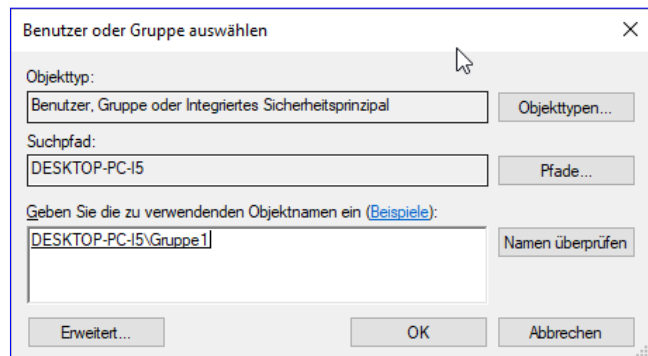 Benutzer oder Gruppe auswählen
Objekttyp:
Benutzer, Gruppe oder Integriertes Sicherheitsprinzipal
Objekttypen...
Suchpfad:
DESKTOP-PC-I5
Pfade...
Geben Sie die zu verwendenden Objektnamen ein (Beispiele):
DESKTOP-PC-I5\Gruppe1
Namen überprüfen
Erweitert...
OK
Abbrechen